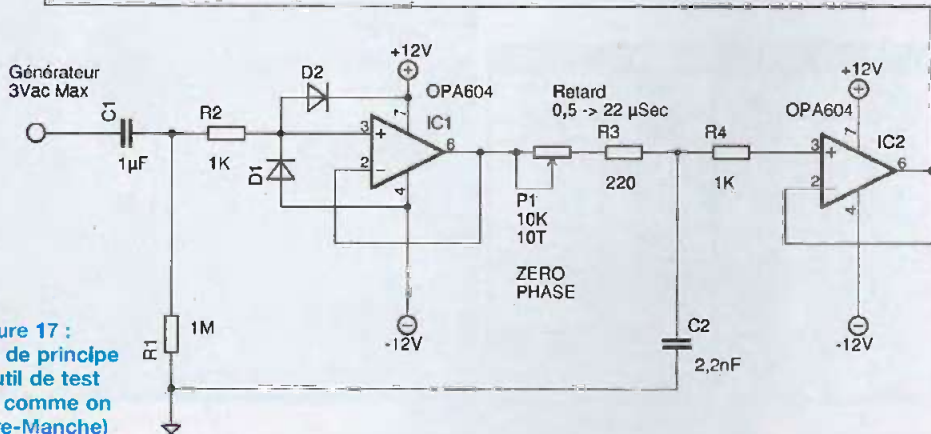 Générateur
3Vac Max
C1
1µF
R2
1K
D2
D1
R1
1M
+12V
OPA604
7
IC1
3
+
2
-
6
4
-12V
Retard
0,5 -> 22 µSec
R3
220
R4
1K
P1
10K
10T
ZERO
PHASE
C2
2,2nF
+12V
OPA604
7
IC2
3
+
2
-
6
4
-12V
ure 17 :
de principe
util de test
comme on
e-Manche)